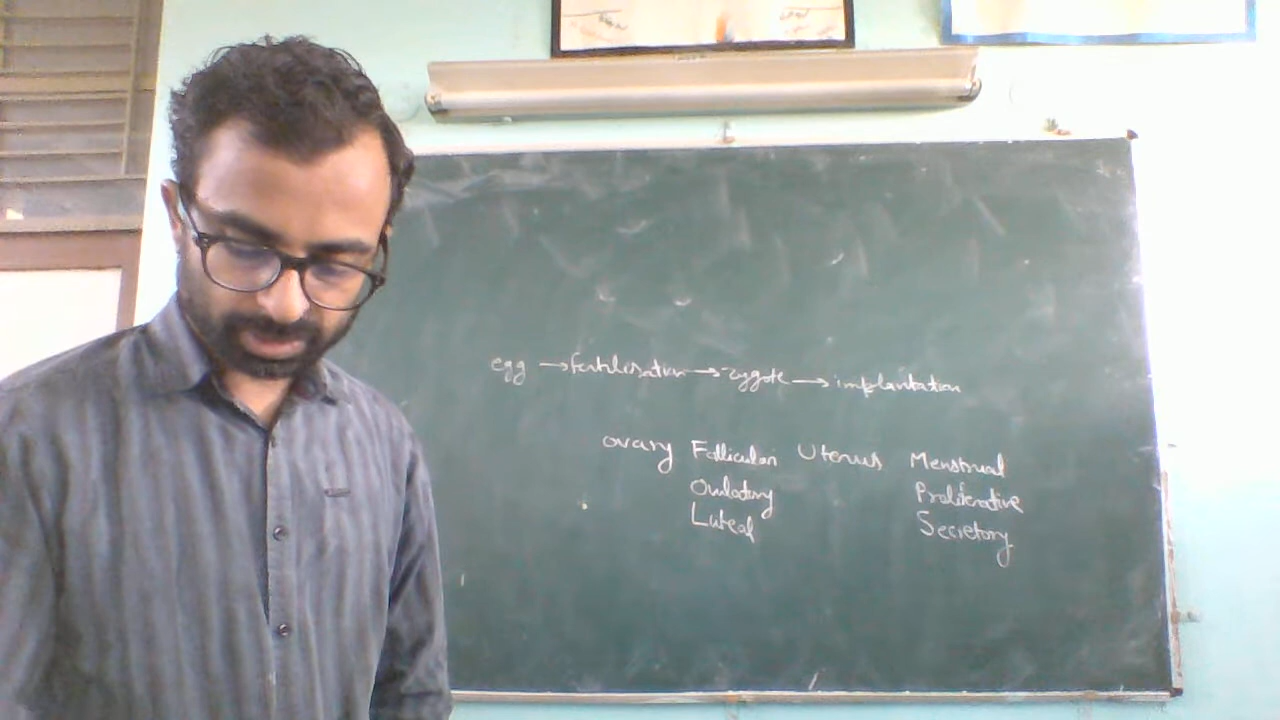 egg → fertilisation → zygote → implantation
ovary Follicular Uterus Menstrual
Ovulatory Proliferative
Luteal Secretory